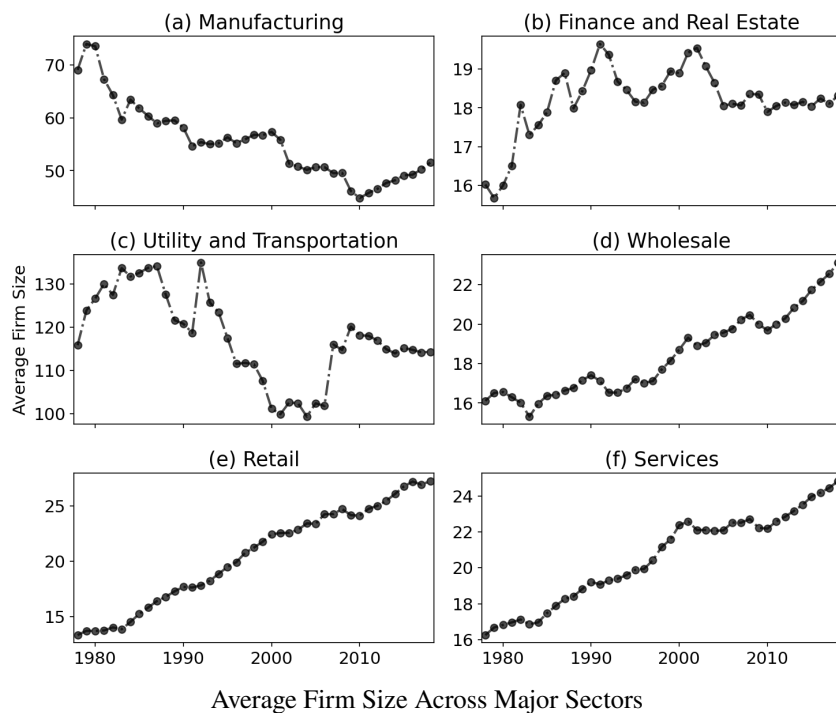 (a) Manufacturing
70
60
50
(b) Finance and Real Estate
19
18
17
16
(c) Utility and Transportation
Average Firm Size
130
120
110
100
(d) Wholesale
22
20
18
16
(e) Retail
25
20
15
1980 1990 2000 2010
(f) Services
24
22
20
18
16
1980 1990 2000 2010
Average Firm Size Across Major Sectors